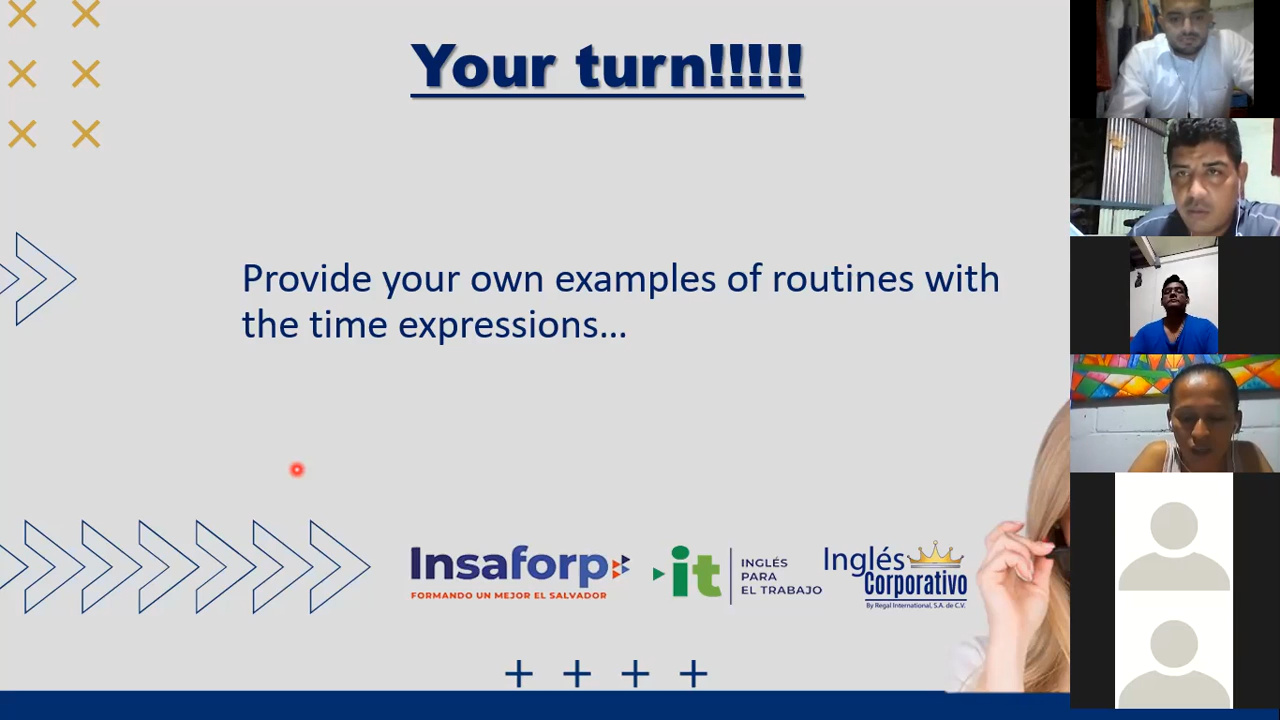 Your turn!!!!!
Provide your own examples of routines with
the time expressions...
Insaforp
FORMANDO UN MEJOR EL SALVADOR
it
INGLÉS
PARA
EL TRABAJO
Inglés
Corporativo
By Regal International, S.A. de C.V.